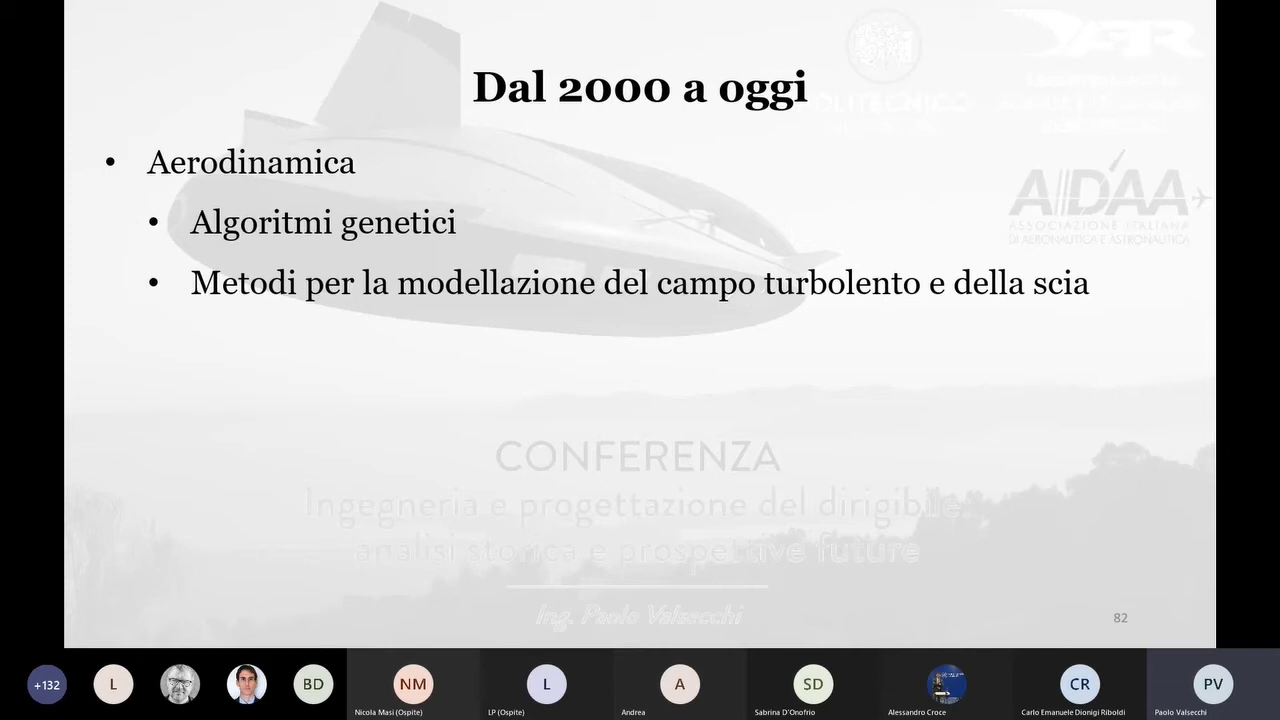 Dal 2000 a oggi
• Aerodinamica
• Algoritmi genetici
• Metodi per la modellazione del campo turbolento e della scia
POLITECNICO
AIDAA
ASSOCIAZIONE ITALIANA
DI AERONAUTICA E ASTRONAUTICA
CONFERENZA
Ingegneria e progettazione del dirigibile
analisi storica e prospettive future
Ing. Paolo Valsecchi
82
+132
L
BD
NM
L
A
SD
CR
PV
Nicola Masi (Ospite)
LP (Ospite)
Andrea
Sabrina D'Onofrio
Alessandro Croce
Carlo Emanuele Dionigi Riboldi
Paolo Valsecchi